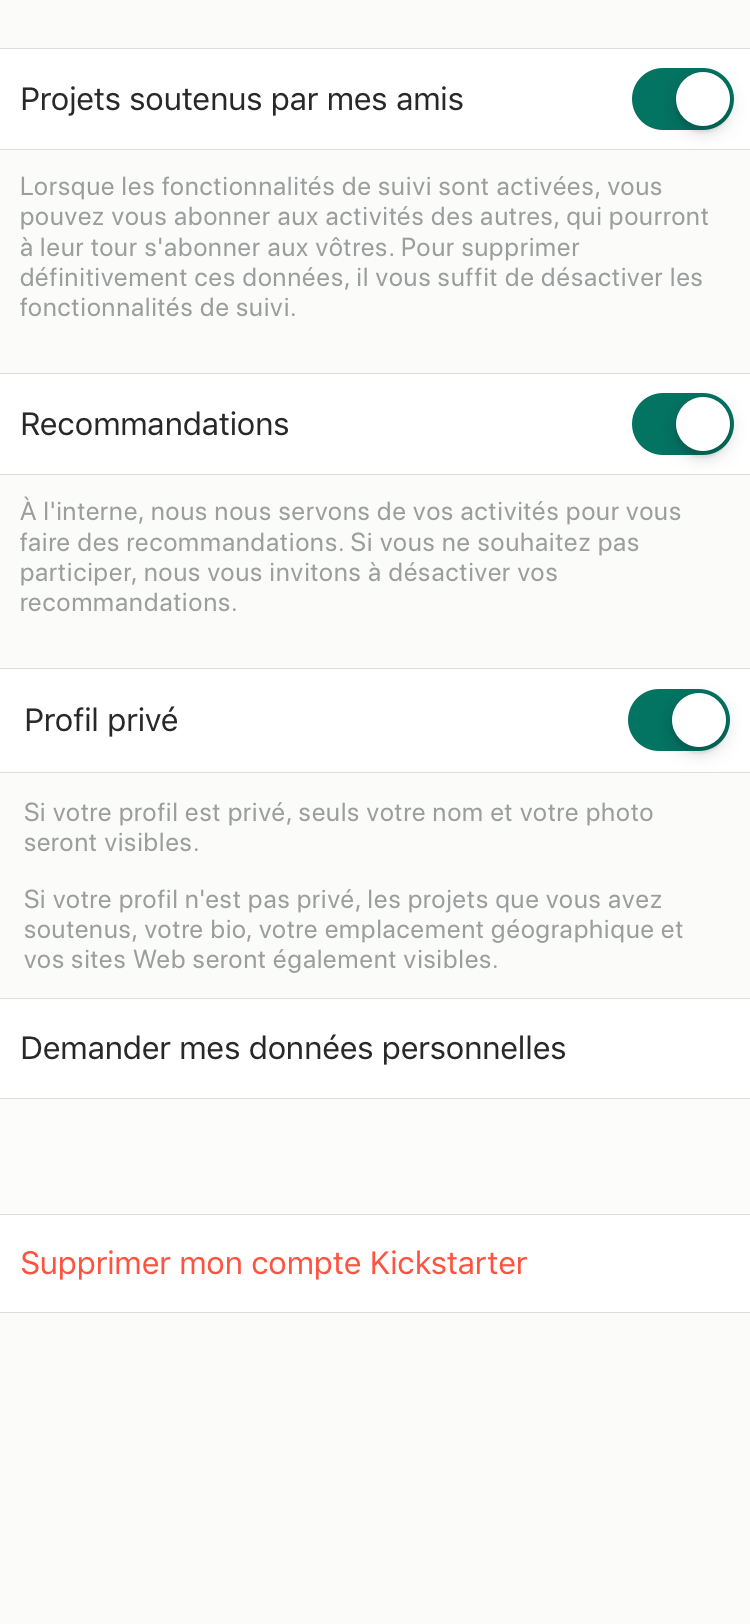 Projets soutenus par mes amis
Lorsque les fonctionnalités de suivi sont activées, vous
pouvez vous abonner aux activités des autres, qui pourront
à leur tour s'abonner aux vôtres. Pour supprimer
définitivement ces données, il vous suffit de désactiver les
fonctionnalités de suivi.
Recommandations
À l'interne, nous nous servons de vos activités pour vous
faire des recommandations. Si vous ne souhaitez pas
participer, nous vous invitons à désactiver vos
recommandations.
Profil privé
Si votre profil est privé, seuls votre nom et votre photo
seront visibles.
Si votre profil n'est pas privé, les projets que vous avez
soutenus, votre bio, votre emplacement géographique et
vos sites Web seront également visibles.
Demander mes données personnelles
Supprimer mon compte Kickstarter